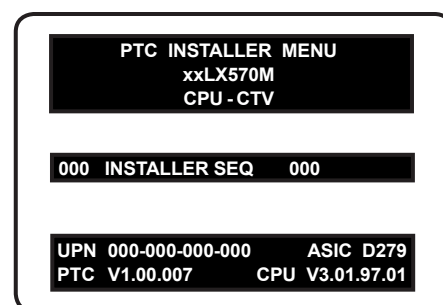 PTC INSTALLER MENU
xxLX570M
CPU - CTV
000 INSTALLER SEQ 000
UPN 000-000-000-000 ASIC D279
PTC V1.00.007 CPU V3.01.97.01